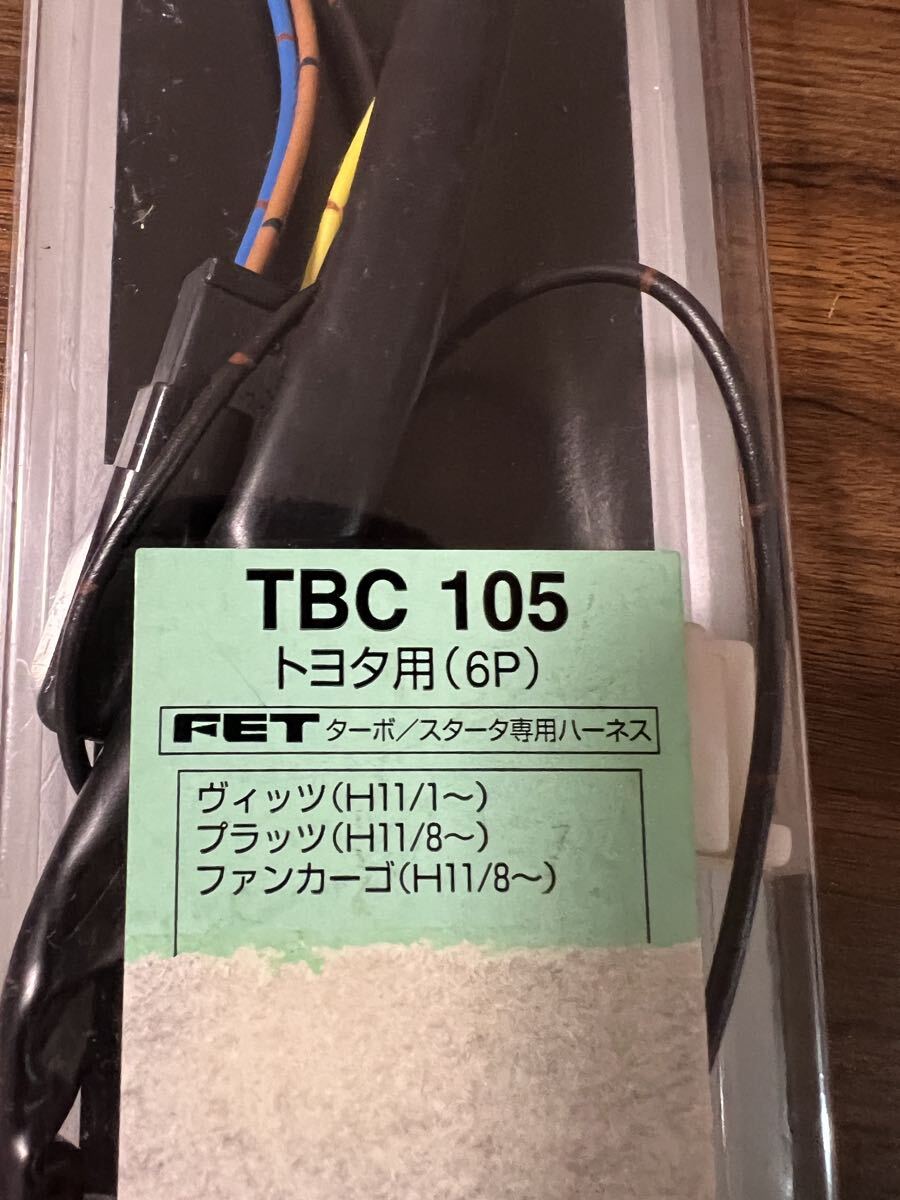 TBC 105
トヨタ用(6P)
FET ターボ/スタータ専用ハーネス
ヴィッツ(H11/1〜)
プラッツ(H11/8〜)
ファンカーゴ(H11/8〜)